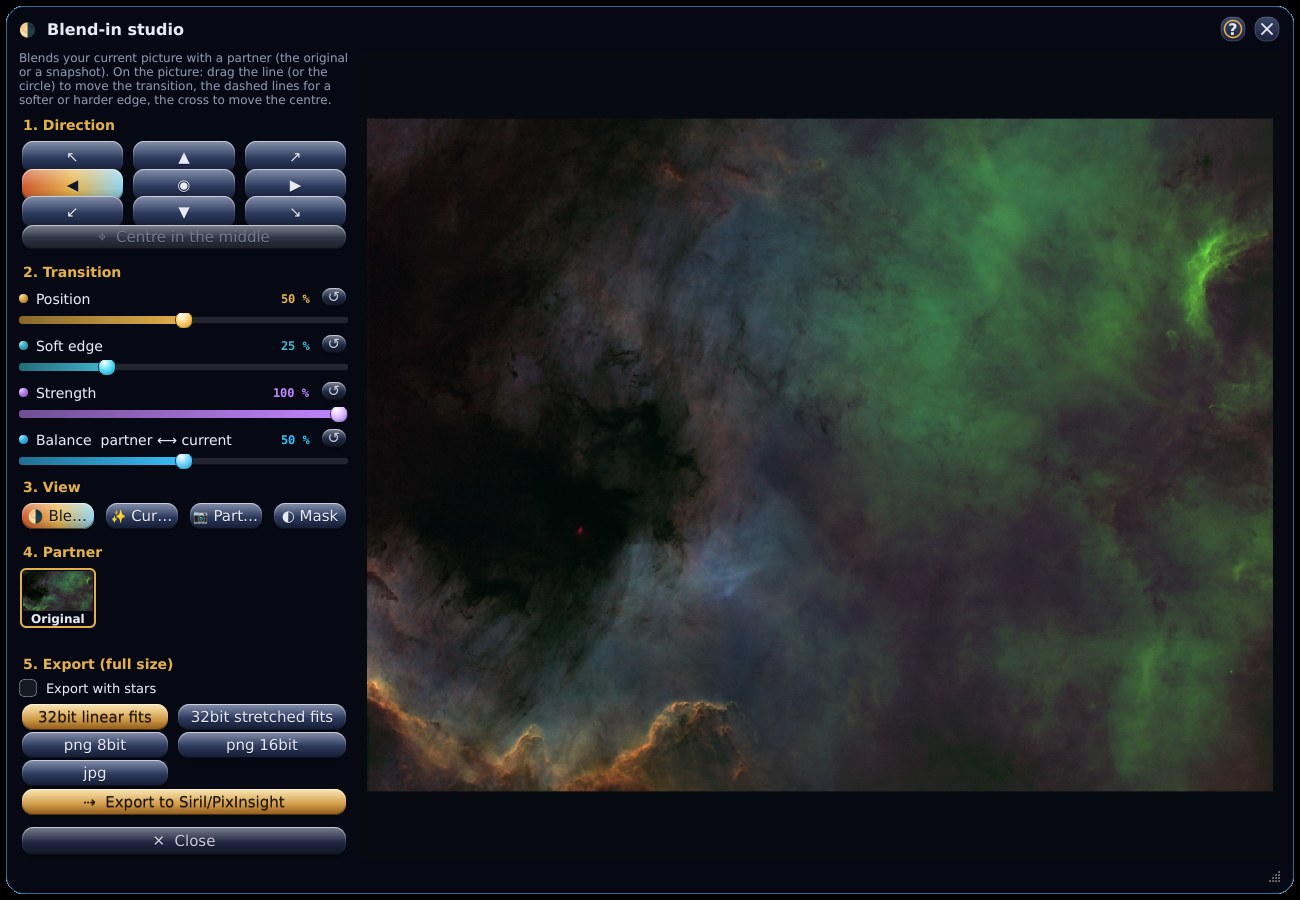 Blend-in studio
?
Blends your current picture with a partner (the original
or a snapshot). On the picture: drag the line (or the
circle) to move the transition, the dashed lines for a
softer or harder edge, the cross to move the centre.
1. Direction
Centre in the middle
2. Transition
Position 50 %
Soft edge 25 %
Strength 100 %
Balance partner ⟷ current 50 %
3. View
Ble... Cur... Part... Mask
4. Partner
Original
5. Export (full size)
Export with stars
32bit linear fits 32bit stretched fits
png 8bit png 16bit
jpg
⇢ Export to Siril/PixInsight
✕ Close